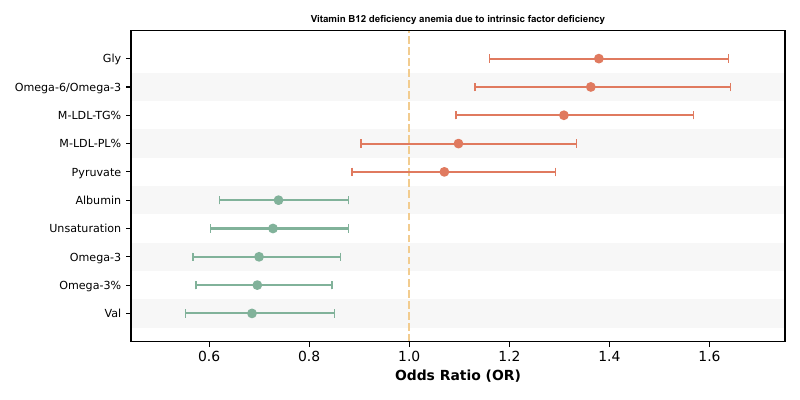 Vitamin B12 deficiency anemia due to intrinsic factor deficiency
Gly
Omega-6/Omega-3
M-LDL-TG%
M-LDL-PL%
Pyruvate
Albumin
Unsaturation
Omega-3
Omega-3%
Val
0.6 0.8 1.0 1.2 1.4 1.6
Odds Ratio (OR)